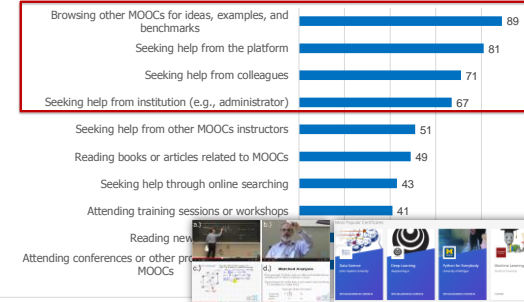 Browsing other MOOCs for ideas, examples, and
benchmarks
89
Seeking help from the platform
81
Seeking help from colleagues
71
Seeking help from institution (e.g., administrator)
67
Seeking help from other MOOCs instructors
51
Reading books or articles related to MOOCs
49
Seeking help through online searching
43
Attending training sessions or workshops
41
Reading
Attending conferences or other
MOOCs
a.)
b.)
c.)
d.)
Most Popular Certificates
Data Science
Deep Learning
Python for Everybody
Machine Learning